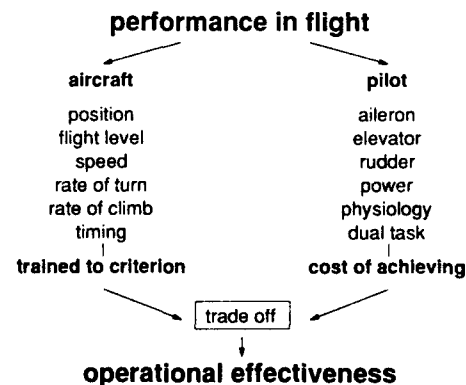 performance in flight
aircraft
position
flight level
speed
rate of turn
rate of climb
timing
trained to criterion
pilot
aileron
elevator
rudder
power
physiology
dual task
cost of achieving
trade off
operational effectiveness